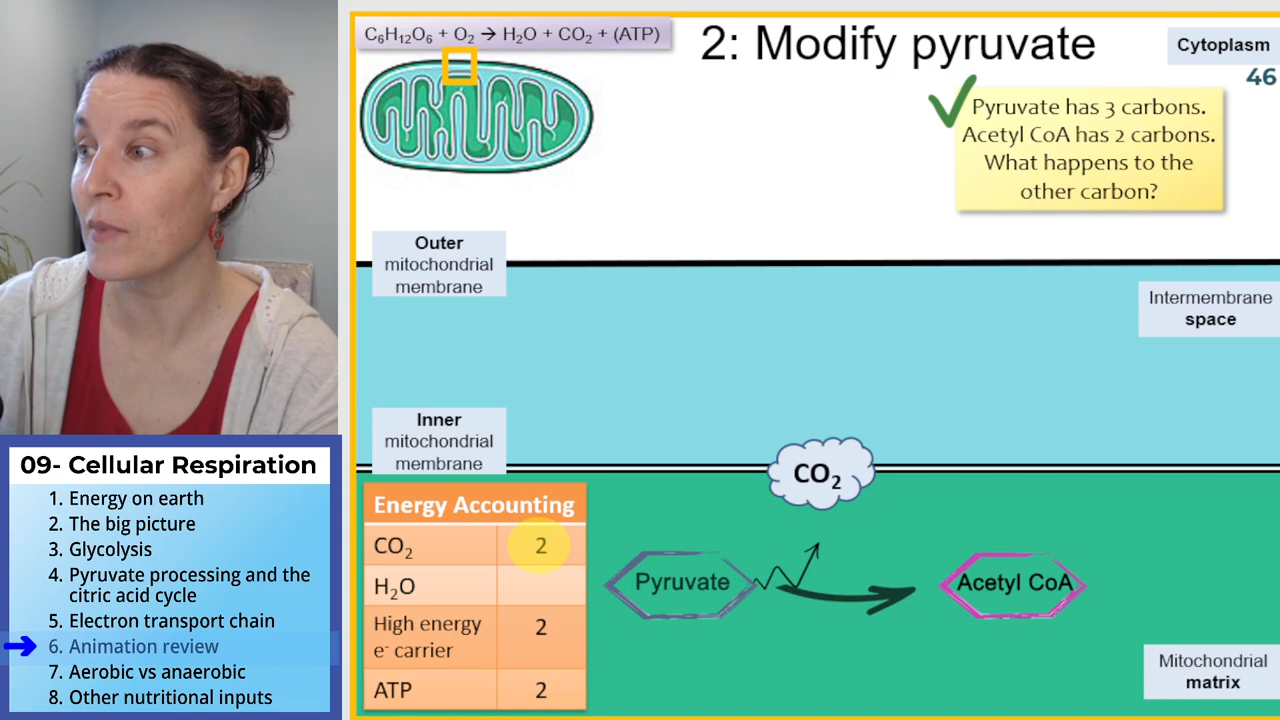 C₆H₁₂O₆ + O₂ → H₂O + CO₂ + (ATP)
2: Modify pyruvate
Cytoplasm
46
Pyruvate has 3 carbons.
Acetyl CoA has 2 carbons.
What happens to the
other carbon?
Outer
mitochondrial
membrane
Intermembrane
space
Inner
mitochondrial
membrane
CO₂
Energy Accounting
CO₂ 2
H₂O
High energy
e⁻ carrier 2
ATP 2
Pyruvate
Acetyl CoA
Mitochondrial
matrix
09- Cellular Respiration
1. Energy on earth
2. The big picture
3. Glycolysis
4. Pyruvate processing and the
citric acid cycle
5. Electron transport chain
6. Animation review
7. Aerobic vs anaerobic
8. Other nutritional inputs